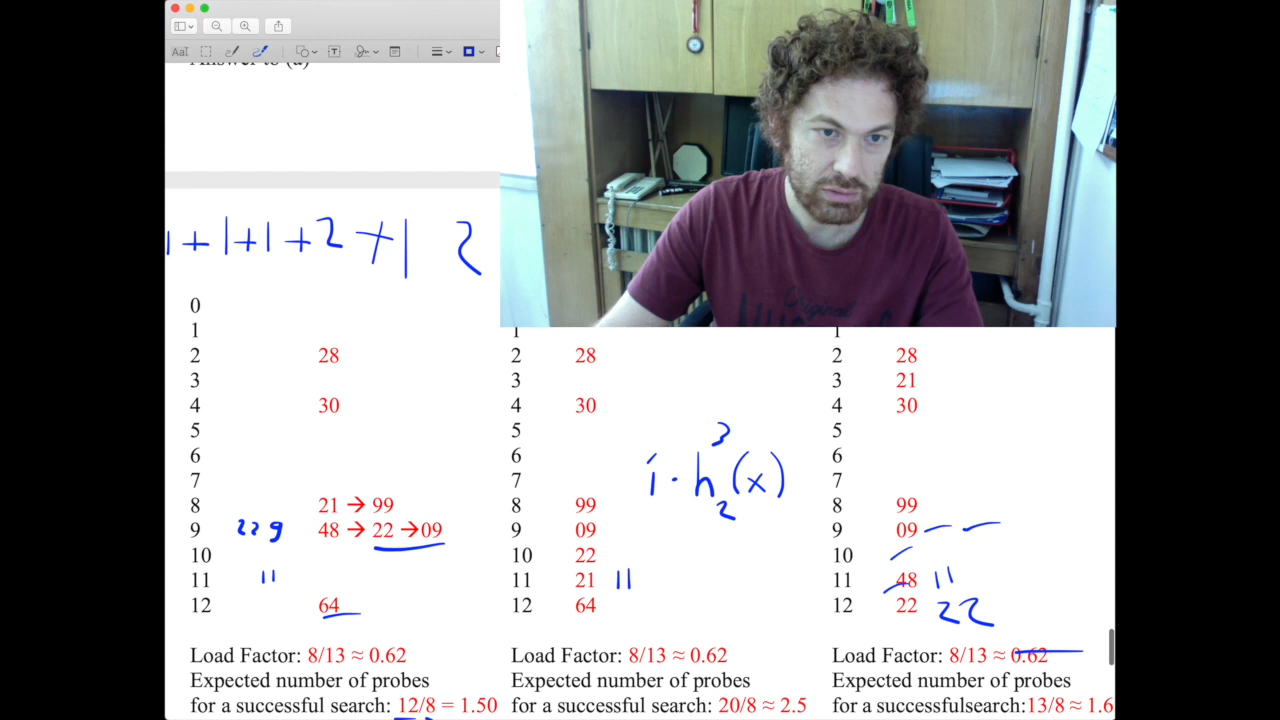 AaI
T
1 + 1 + 1 + 2 + 1 2
Original
0
1 1 1
2 28 2 28 2 28
3 3 3 21
4 30 4 30 4 30
5 5 5
6 6 6
7 7 7
i · h₂³(x)
8 21 → 99 8 99 8 99
9 22 9 48 → 22 → 09 9 09 9 09
10 10 22 10
11 11 11 21 11 11 48 11
12 64 12 64 12 22 22
Load Factor: 8/13 ≈ 0.62 Load Factor: 8/13 ≈ 0.62 Load Factor: 8/13 ≈ 0.62
Expected number of probes Expected number of probes Expected number of probes
for a successful search: 12/8 = 1.50 for a successful search: 20/8 ≈ 2.5 for a successfulsearch:13/8 ≈ 1.6